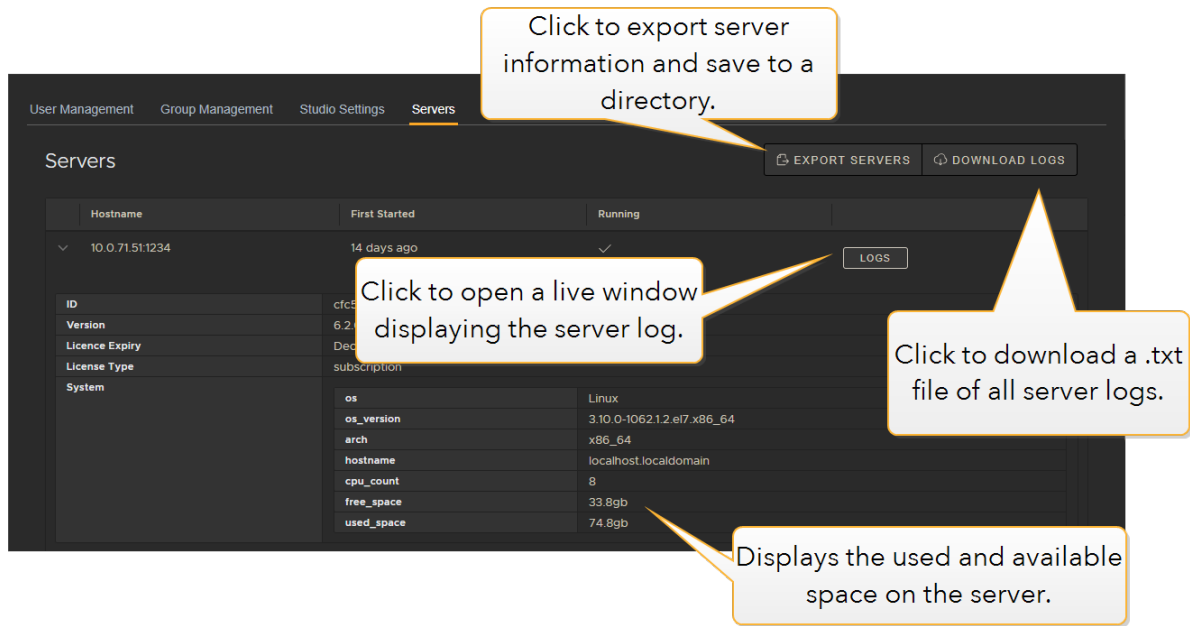 Click to export server
information and save to a
directory.
User Management Group Management Studio Settings Servers
Servers
EXPORT SERVERS DOWNLOAD LOGS
Hostname First Started Running
10.0.71.51:1234 14 days ago
LOGS
Click to open a live window
displaying the server log.
ID cfc5
Version 6.2.
Licence Expiry Dec
License Type subscription
System
Click to download a .txt
file of all server logs.
os Linux
os_version 3.10.0-1062.1.2.el7.x86_64
arch x86_64
hostname localhost.localdomain
cpu_count 8
free_space 33.8gb
used_space 74.8gb
Displays the used and available
space on the server.